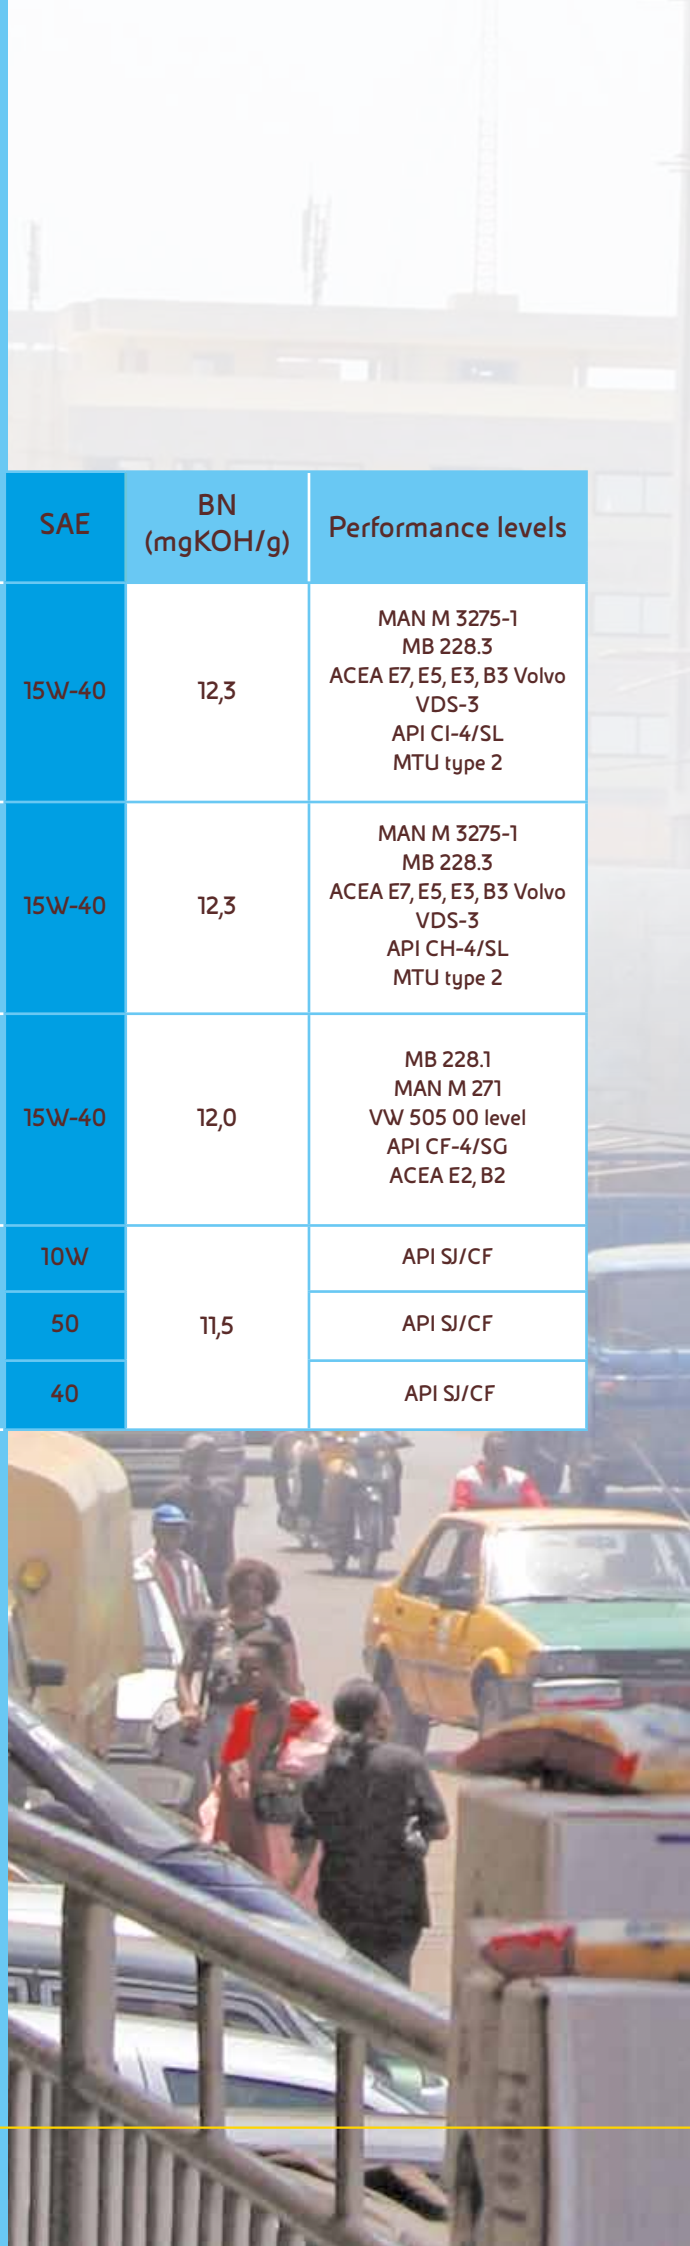 SAE
BN
(mgKOH/g)
Performance levels
15W-40
12,3
MAN M 3275-1
MB 228.3
ACEA E7, E5, E3, B3 Volvo
VDS-3
API CI-4/SL
MTU type 2
15W-40
12,3
MAN M 3275-1
MB 228.3
ACEA E7, E5, E3, B3 Volvo
VDS-3
API CH-4/SL
MTU type 2
15W-40
12,0
MB 228.1
MAN M 271
VW 505 00 level
API CF-4/SG
ACEA E2, B2
10W
11,5
API SJ/CF
50
API SJ/CF
40
API SJ/CF